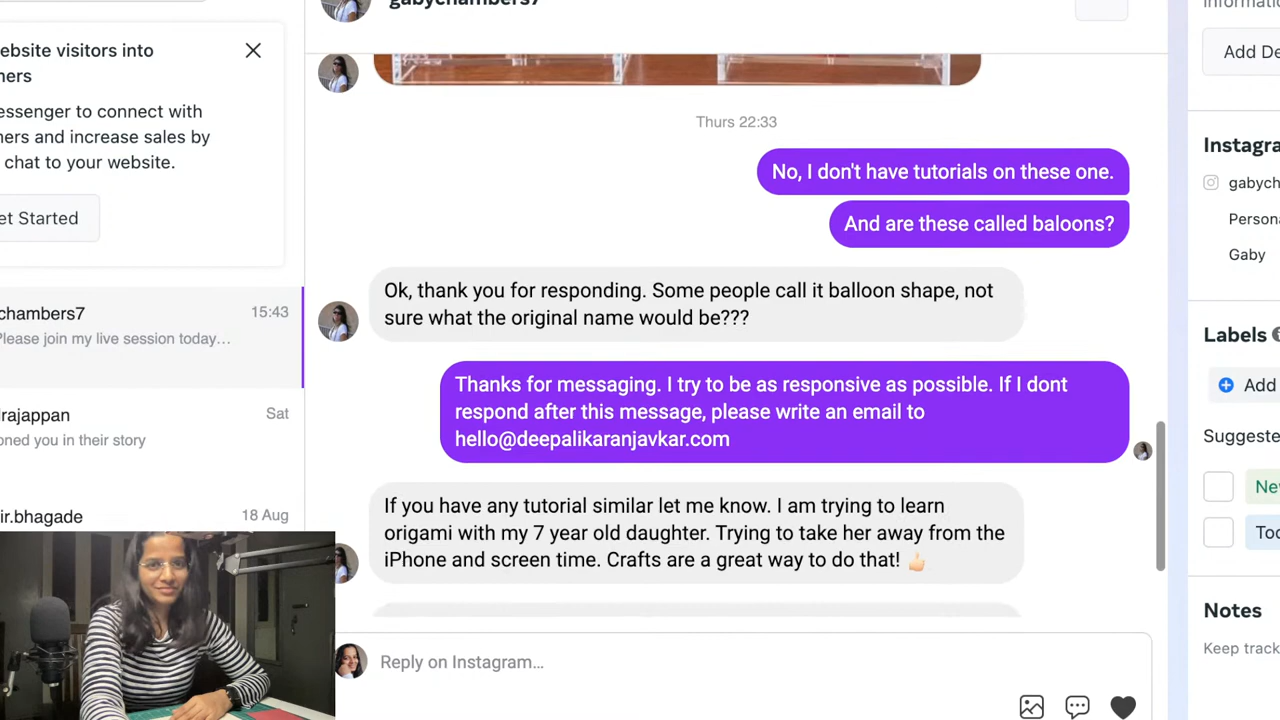 gabychambers7
informatio
ebsite visitors into
ners
essenger to connect with
ners and increase sales by
chat to your website.
et Started
Add De
Thurs 22:33
No, I don't have tutorials on these one.
And are these called baloons?
Ok, thank you for responding. Some people call it balloon shape, not
sure what the original name would be???
Thanks for messaging. I try to be as responsive as possible. If I dont
respond after this message, please write an email to
hello@deepalikaranjavkar.com
If you have any tutorial similar let me know. I am trying to learn
origami with my 7 year old daughter. Trying to take her away from the
iPhone and screen time. Crafts are a great way to do that! 👍🏻
Reply on Instagram…
chambers7
15:43
Please join my live session today…
drajappan
Sat
oned you in their story
ir.bhagade
18 Aug
Instagra
gabych
Persona
Gaby
Labels
Add
Suggeste
Ne
Too
Notes
Keep track